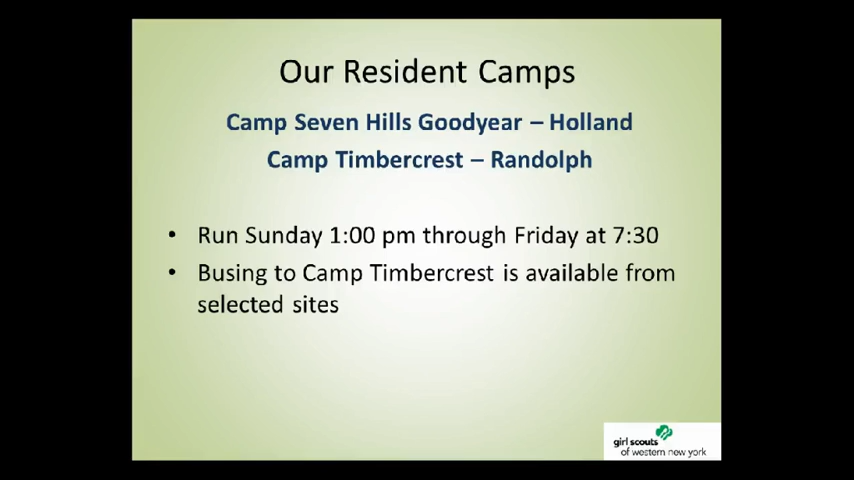 Our Resident Camps
Camp Seven Hills Goodyear – Holland
Camp Timbercrest – Randolph
• Run Sunday 1:00 pm through Friday at 7:30
• Busing to Camp Timbercrest is available from
selected sites
girl scouts
of western new york